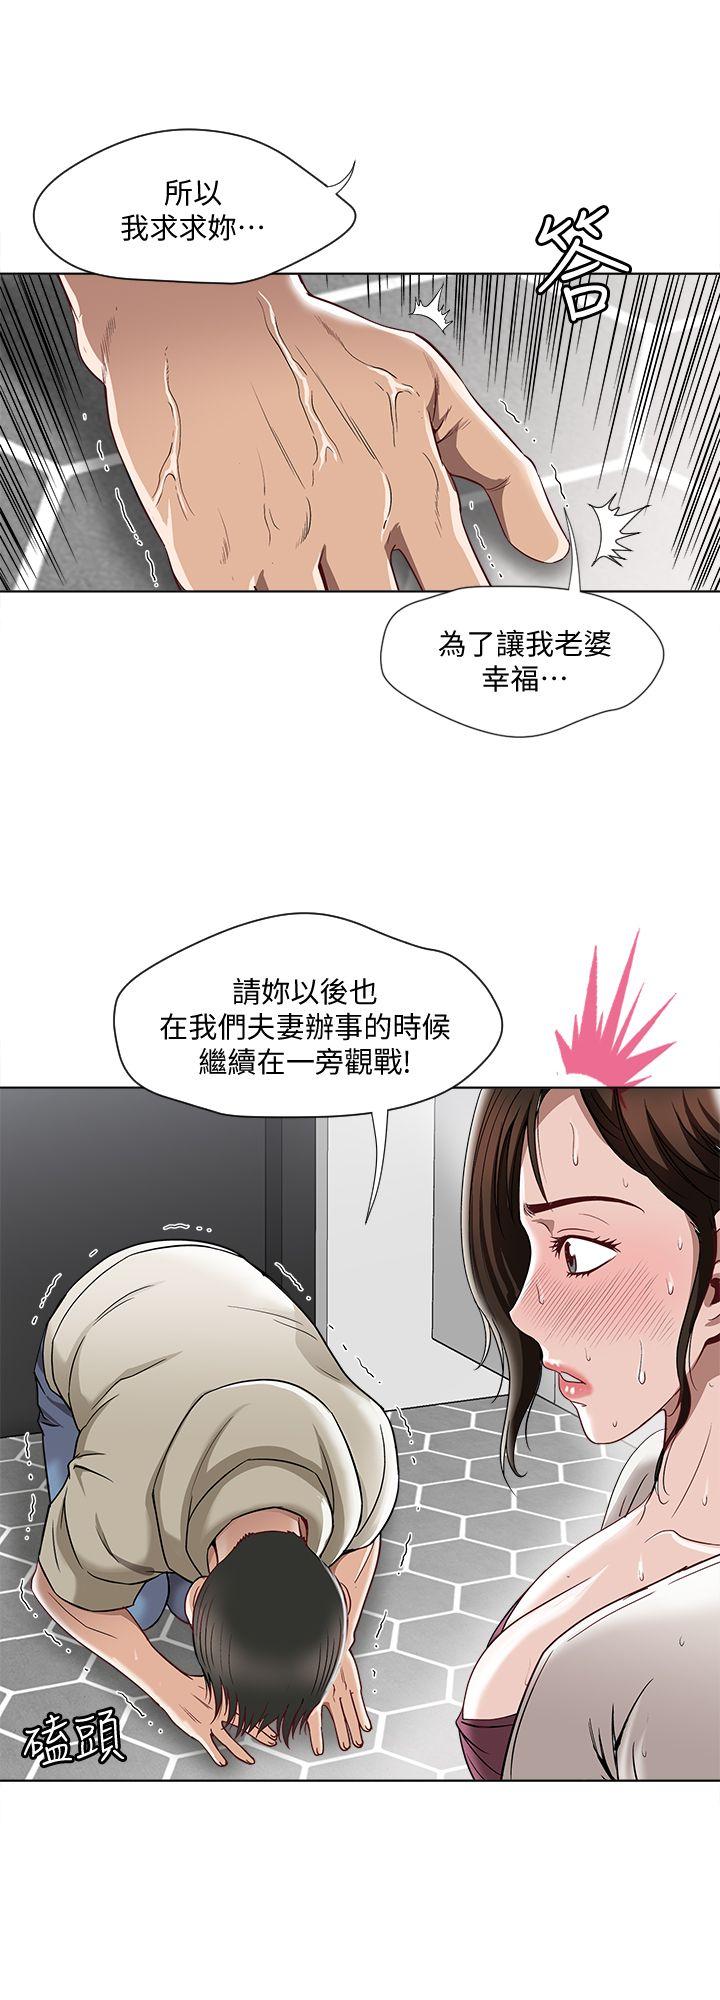 所以
我求求妳⋯
答
為了讓我老婆
幸福⋯
請妳以後也
在我們夫妻辦事的時候
繼續在一旁觀戰!
磕頭